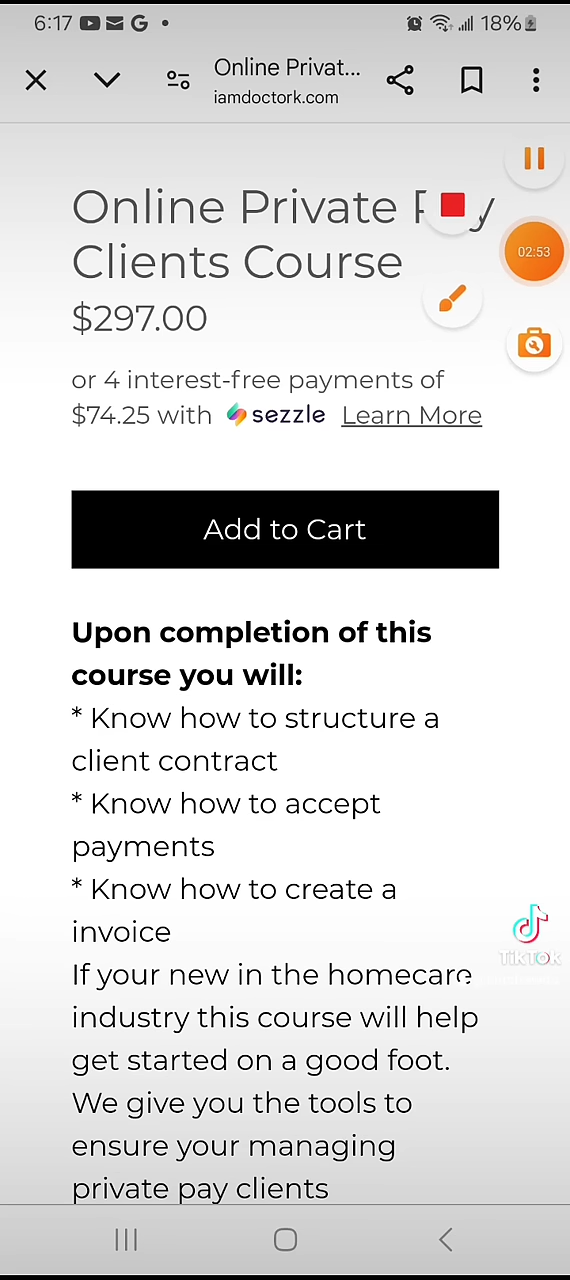 6:17
18%
Online Privat...
iamdoctork.com
Online Private
Clients Course
02:53
$297.00
or 4 interest-free payments of
$74.25 with sezzle Learn More
Add to Cart
Upon completion of this
course you will:
* Know how to structure a
client contract
* Know how to accept
payments
* Know how to create a
invoice
TikTok
If your new in the homecare
industry this course will help
get started on a good foot.
We give you the tools to
ensure your managing
private pay clients